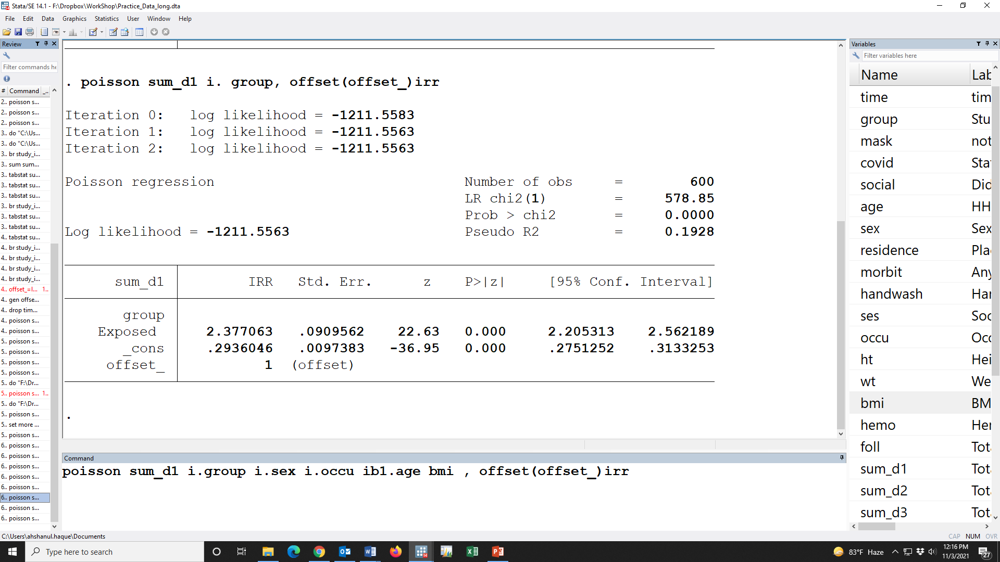 Stata/SE 14.1 - F:\Dropbox\WorkShop\Practice_Data_long.dta
File Edit Data Graphics Statistics User Window Help
Review
Filter commands he
# Command _..
2.. poisson s...
2.. poisson s...
2.. poisson s...
3.. do "C:\Us...
3.. do "C:\Us...
3.. br study_i...
3.. sum sum...
3.. tabstat su...
3.. tabstat su...
3.. tabstat su...
3.. br study_i...
3.. tabstat su...
3.. tabstat su...
4.. tabstat su...
4.. br study_i...
4.. br study_i...
4.. br study_i...
4.. br study_i...
4.. offset_=l... 1..
4.. gen offse...
4.. drop tim...
4.. poisson s...
4.. poisson s...
5.. poisson s...
5.. poisson s...
5.. poisson s...
5.. poisson s...
5.. do "F:\Dr...
5.. poisson s... 1..
5.. do "F:\Dr...
5.. poisson s...
5.. set more ...
5.. poisson s...
6.. poisson s...
6.. poisson s...
6.. poisson s...
6.. poisson s...
6.. poisson s...
6.. poisson s...
6.. poisson s...
6.. poisson s...
. poisson sum_d1 i. group, offset(offset_)irr
Iteration 0: log likelihood = -1211.5583
Iteration 1: log likelihood = -1211.5563
Iteration 2: log likelihood = -1211.5563
Poisson regression Number of obs = 600
LR chi2(1) = 578.85
Prob > chi2 = 0.0000
Log likelihood = -1211.5563 Pseudo R2 = 0.1928
sum_d1 IRR Std. Err. z P>|z| [95% Conf. Interval]
group
Exposed 2.377063 .0909562 22.63 0.000 2.205313 2.562189
_cons .2936046 .0097383 -36.95 0.000 .2751252 .3133253
offset_ 1 (offset)
.
Command
poisson sum_d1 i.group i.sex i.occu ib1.age bmi , offset(offset_)irr
Variables
Filter variables here
Name Lab
time tim
group Stu
mask not
covid Sta
social Did
age HH
sex Sex
residence Pla
morbit Any
handwash Har
ses Soc
occu Occ
ht Hei
wt We
bmi BM
hemo Her
foll Tot
sum_d1 Tot
sum_d2 Tot
sum_d3 Tot
C:\Users\ahshanul.haque\Documents
CAP NUM OVR
Type here to search
83°F Haze
12:16 PM
11/3/2021
27